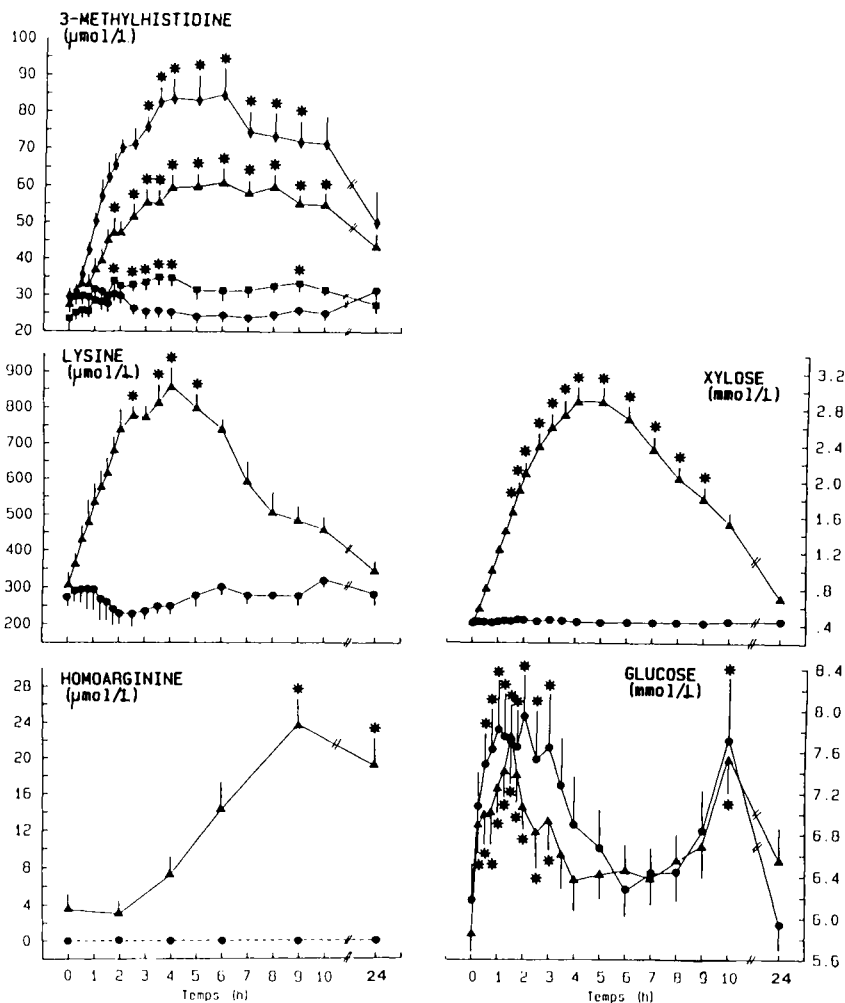 3-METHYLHISTIDINE
(μmol/l)
100
90
80
70
60
50
40
30
20
LYSINE
(μmol/l)
900
800
700
600
500
400
300
200
XYLOSE
(mmol/l)
3.2
2.8
2.4
2.0
1.6
1.2
.8
.4
HOMOARGININE
(μmol/l)
28
24
20
16
12
8
4
0
0 1 2 3 4 5 6 7 8 9 10 24
Temps (h)
GLUCOSE
(mmol/l)
8.4
8.0
7.6
7.2
6.8
6.4
6.0
5.6
0 1 2 3 4 5 6 7 8 9 10 24
Temps (h)